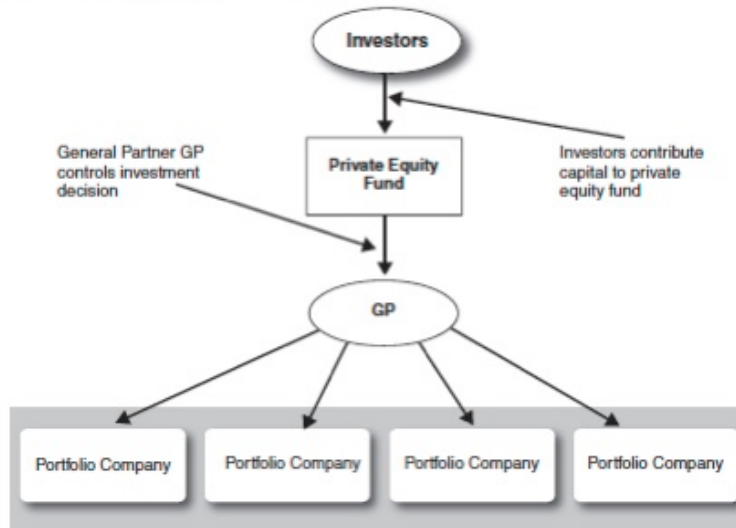 Investors
General Partner GP
controls investment
decision
Private Equity
Fund
Investors contribute
capital to private
equity fund
GP
Portfolio Company
Portfolio Company
Portfolio Company
Portfolio Company